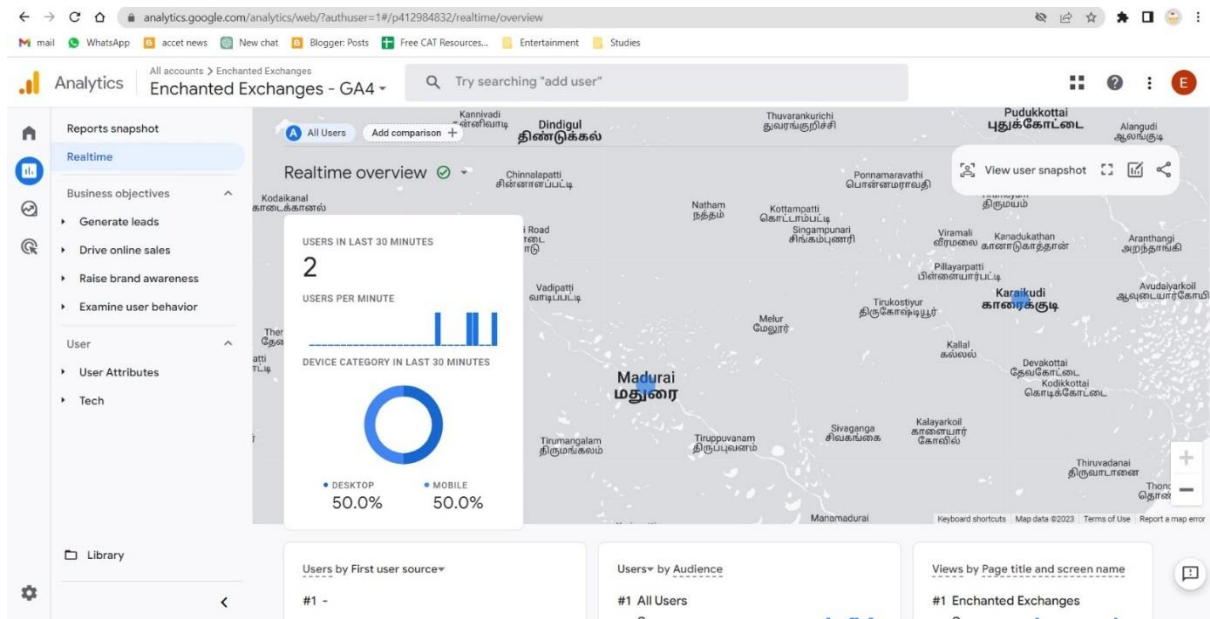 analytics.google.com/analytics/web/?authuser=1#/p412984832/realtime/overview
mail WhatsApp accet news New chat Blogger: Posts Free CAT Resources... Entertainment Studies
Analytics
All accounts > Enchanted Exchanges
Enchanted Exchanges - GA4
Try searching "add user"
E
Reports snapshot
Realtime
Business objectives
Generate leads
Drive online sales
Raise brand awareness
Examine user behavior
User
User Attributes
Tech
Library
A All Users
Add comparison +
Realtime overview
View user snapshot
USERS IN LAST 30 MINUTES
2
USERS PER MINUTE
DEVICE CATEGORY IN LAST 30 MINUTES
DESKTOP
50.0%
MOBILE
50.0%
Kannivadi
Dindigul
திண்டுக்கல்
Thuvarankurichi
துவரங்குறிச்சி
Pudukkottai
புதுக்கோட்டை
Alangudi
ஆலங்குடி
Chinnalapatti
சின்னாளப்பட்டி
Ponnamaravathi
பொன்னமராவதி
திருமயம்
Kodaikanal
Natham
நத்தம்
Kottampatti
கொட்டாம்பட்டி
Singampunari
சிங்கம்புணரி
Road
Viramali
வீரமலை
Kanadukathan
கானாடுகாத்தான்
Aranthangi
அறந்தாங்கி
Pillayarpatti
பிள்ளையார்பட்டி
Vadipatti
வாடிப்பட்டி
Karaikudi
காரைக்குடி
Avudaiyarkoil
Tirukostiyur
திருகோஷ்டியூர்
Melur
மேலூர்
Kallal
கல்லல்
Devakottai
தேவகோட்டை
Kodikkottai
கொடிக்கோட்டை
Madurai
மதுரை
Tirumangalam
திருமங்கலம்
Tiruppuvanam
திருப்புவனம்
Sivaganga
சிவகங்கை
Kalayarkoil
காளையார்
கோவில்
Thiruvadanai
திருவாடானை
Manamadurai
Keyboard shortcuts Map data ©2023 Terms of Use Report a map error
Users by First user source
#1 -
Users by Audience
#1 All Users
Views by Page title and screen name
#1 Enchanted Exchanges